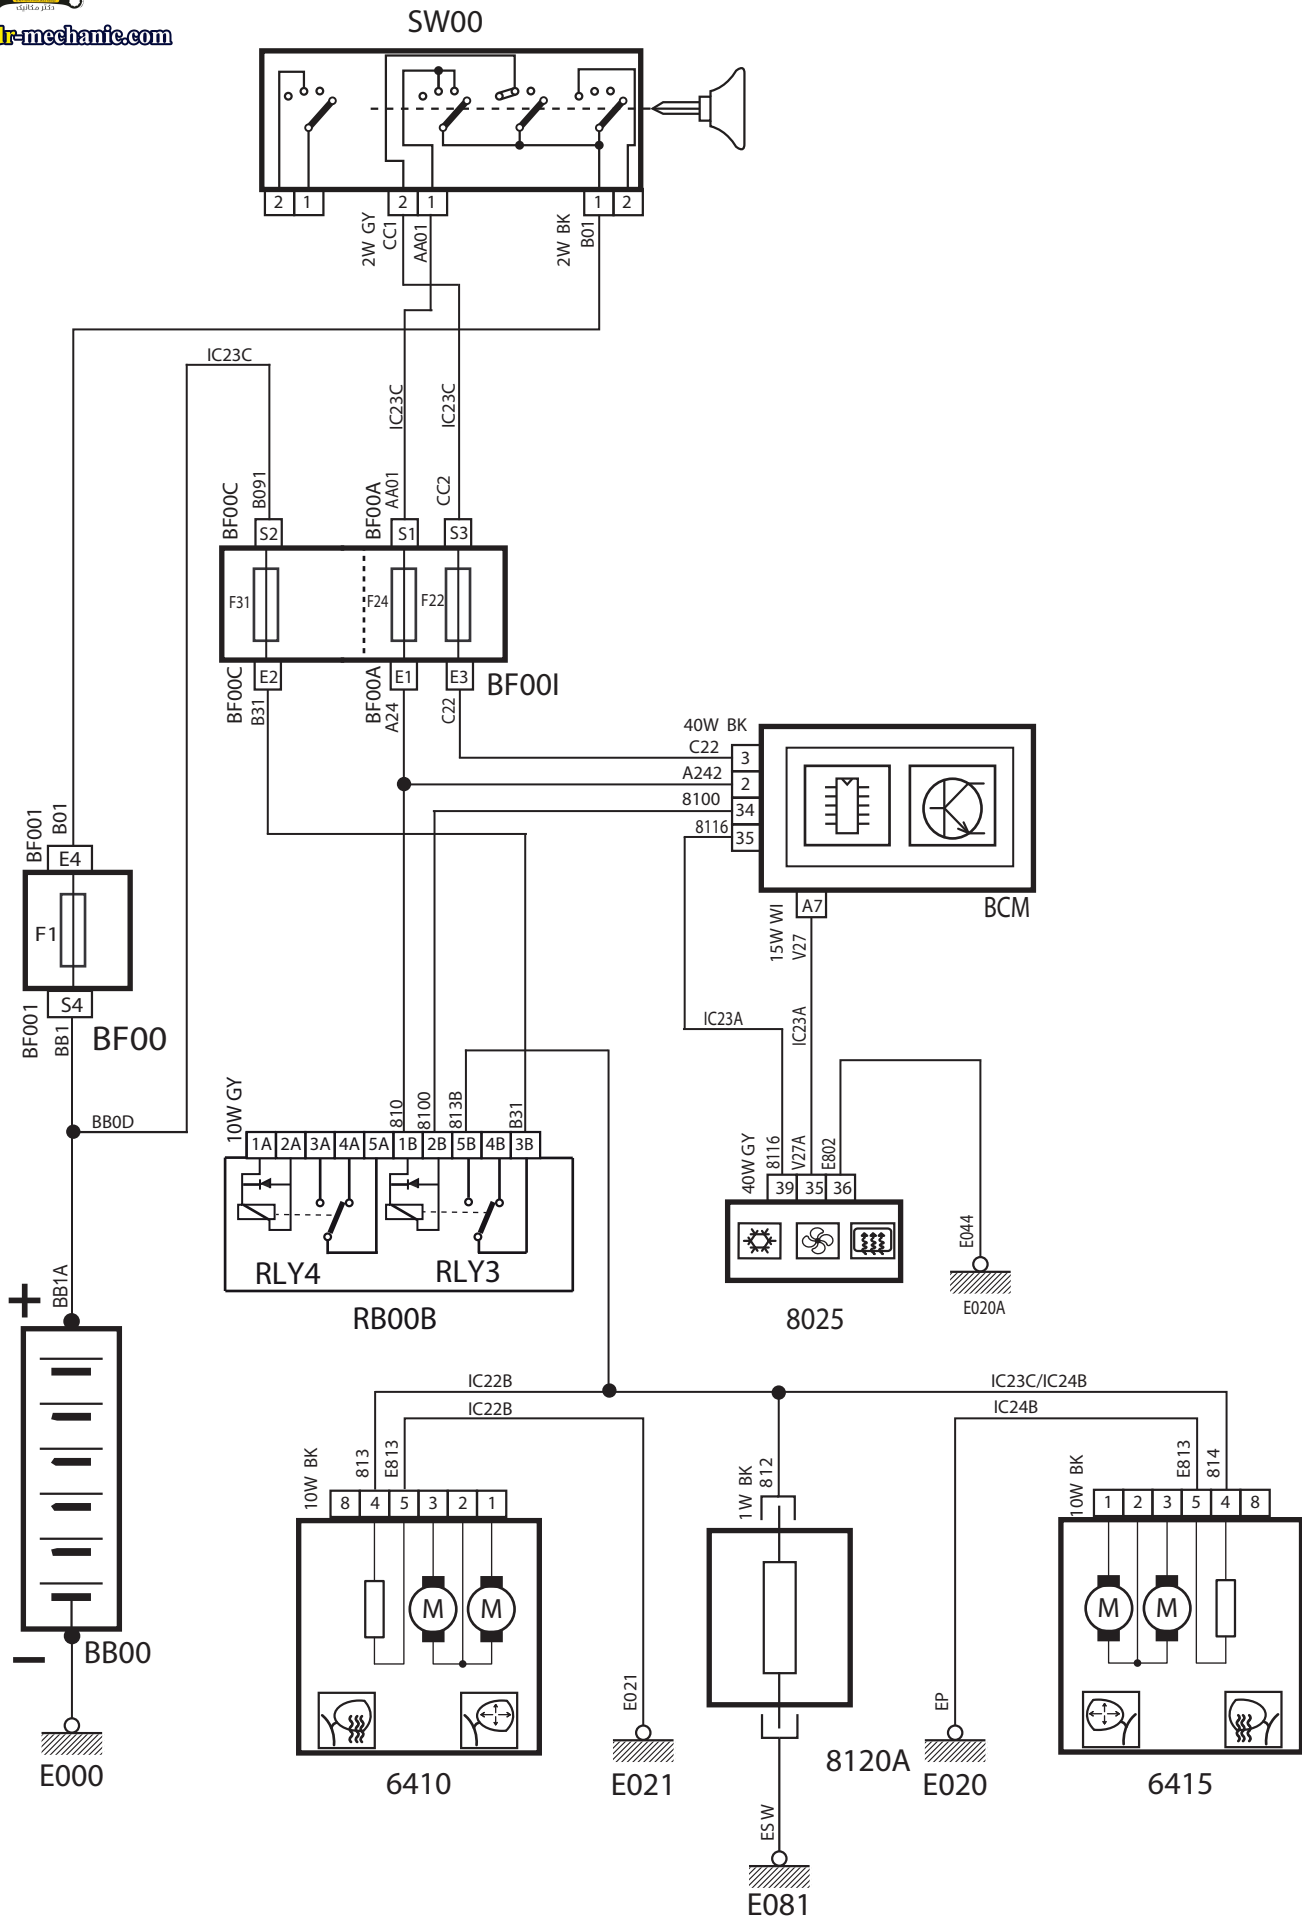 دکتر مکانیک
dr-mechanic.com
SW00
2 1
2 1
1 2
2W GY
CC1
AA01
2W BK
B01
IC23C
IC23C
IC23C
BF00C
B091
BF00A
AA01
CC2
S2
S1
S3
F31
F24
F22
E2
E1
E3
BF00I
BF00C
B31
BF00A
A24
C22
40W BK
C22
A242
8100
8116
3
2
34
35
BCM
A7
15W WI
V27
BF001
B01
E4
F1
S4
BF001
BB1
BF00
IC23A
IC23A
BB0D
10W GY
810
8100
813B
B31
1A 2A 3A 4A 5A 1B 2B 5B 4B 3B
RLY4
RLY3
RB00B
40W GY
8116
V27A
E802
39 35 36
8025
E044
E020A
+
BB1A
–
BB00
E000
IC22B
IC22B
IC23C/IC24B
IC24B
10W BK
813
E813
8 4 5 3 2 1
M
M
6410
E021
E021
1W BK
812
8120A
ESW
E081
EP
E020
10W BK
E813
814
1 2 3 5 4 8
M
M
6415